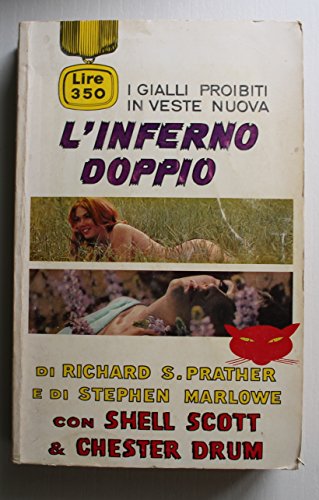 Lire
350
I GIALLI PROIBITI
IN VESTE NUOVA
L'INFERNO
DOPPIO
DI RICHARD S. PRATHER
E DI STEPHEN MARLOWE
CON SHELL SCOTT
& CHESTER DRUM